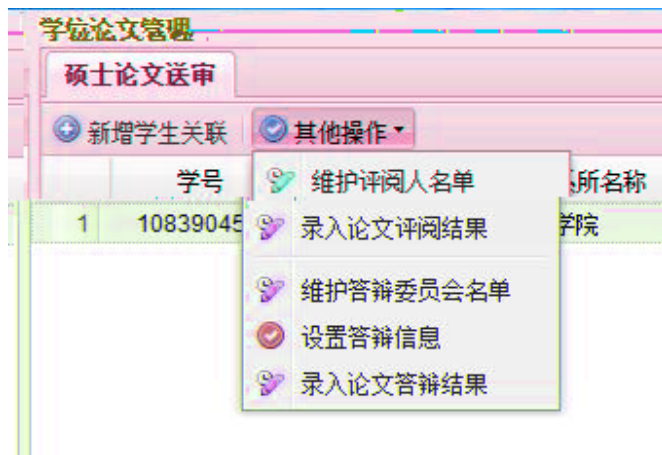 学位论文管理
硕士论文送审
新增学生关联 其他操作
学号 所名称
维护评阅人名单
1 10839045 学院
录入论文评阅结果
维护答辩委员会名单
设置答辩信息
录入论文答辩结果